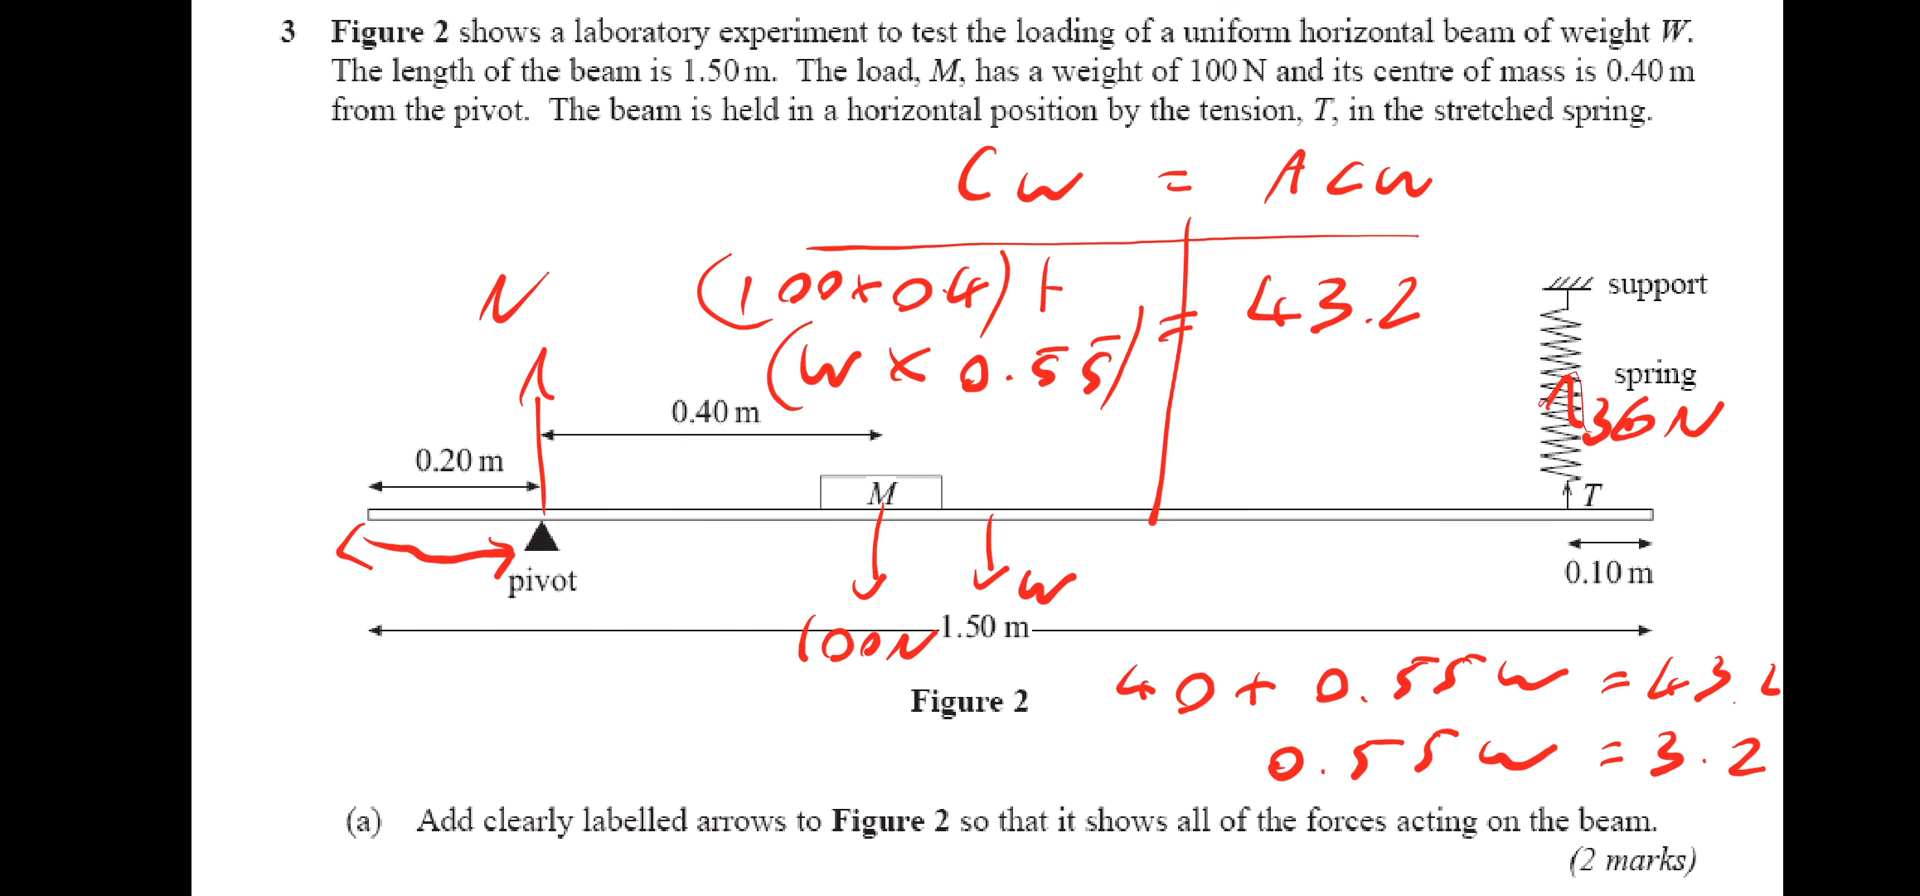 3 Figure 2 shows a laboratory experiment to test the loading of a uniform horizontal beam of weight W.
The length of the beam is 1.50 m. The load, M, has a weight of 100 N and its centre of mass is 0.40 m
from the pivot. The beam is held in a horizontal position by the tension, T, in the stretched spring.
CW = ACW
N (100×0.4) + = 43.2
(W × 0.55)
support
spring
36N
0.40 m
0.20 m
M
T
pivot
W
0.10 m
100N
1.50 m
Figure 2
40 + 0.55W = 43.2
0.55W = 3.2
(a) Add clearly labelled arrows to Figure 2 so that it shows all of the forces acting on the beam.
(2 marks)